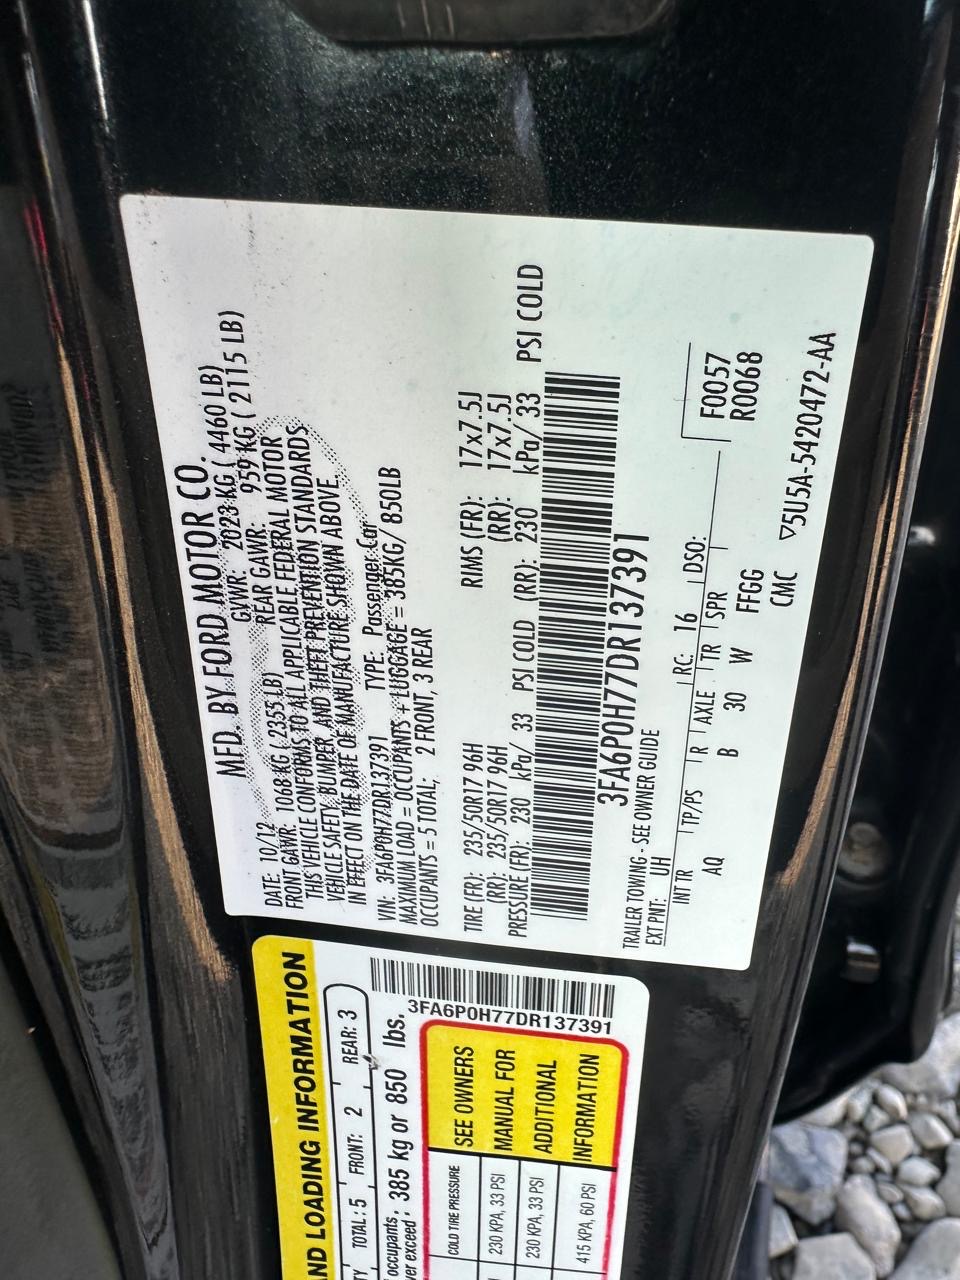 MFD. BY FORD MOTOR CO.
DATE: 10/12 GVWR: 2023 KG ( 4460 LB)
FRONT GAWR: 1068 KG ( 2355 LB) REAR GAWR: 959 KG ( 2115 LB)
THIS VEHICLE CONFORMS TO ALL APPLICABLE FEDERAL MOTOR
VEHICLE SAFETY, BUMPER, AND THEFT PREVENTION STANDARDS
IN EFFECT ON THE DATE OF MANUFACTURE SHOWN ABOVE.
VIN: 3FA6P0H77DR137391 TYPE: Passenger Car
MAXIMUM LOAD = OCCUPANTS + LUGGAGE = 385KG/ 850LB
OCCUPANTS = 5 TOTAL; 2 FRONT, 3 REAR
TIRE (FR): 235/50R17 96H RIMS (FR): 17x7.5J
(RR): 235/50R17 96H (RR): 17x7.5J
PRESSURE (FR): 230 kPa/ 33 PSI COLD (RR): 230 kPa/ 33 PSI COLD
3FA6P0H77DR137391
TRAILER TOWING - SEE OWNER GUIDE
EXT PNT: UH RC: 16 DSO: F0057
R0068
INT TR TP/PS R AXLE TR SPR
AQ B 30 W FFGG
CMC ▽5U5A-5420472-AA
AND LOADING INFORMATION
TOTAL: 5 FRONT: 2 REAR: 3
occupants: 385 kg or 850 lbs.
3FA6P0H77DR137391
COLD TIRE PRESSURE
230 KPA, 33 PSI
230 KPA, 33 PSI
415 KPA, 60 PSI
SEE OWNERS
MANUAL FOR
ADDITIONAL
INFORMATION